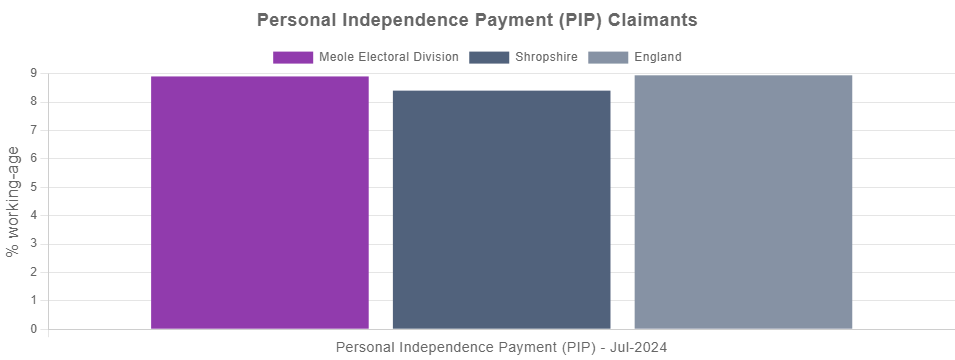 Personal Independence Payment (PIP) Claimants
Meole Electoral Division
Shropshire
England
% working-age
9
8
7
6
5
4
3
2
1
0
Personal Independence Payment (PIP) - Jul-2024